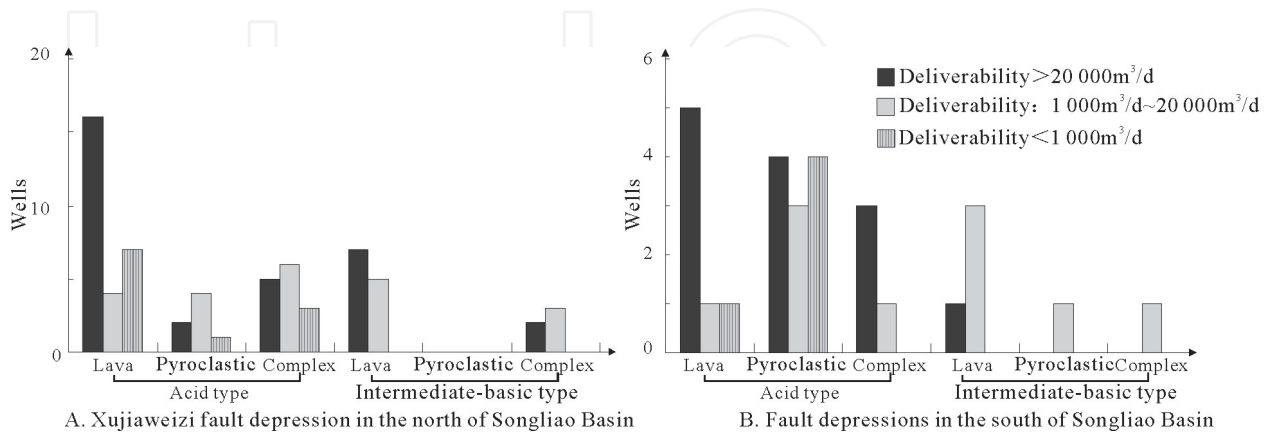 20
10
0
Wells
Lava
Pyroclastic
Complex
Lava
Pyroclastic
Complex
Acid type
Intermediate-basic type
A. Xujiaweizi fault depression in the north of Songliao Basin
6
4
2
0
Wells
Deliverability>20 000m³/d
Deliverability: 1 000m³/d~20 000m³/d
Deliverability<1 000m³/d
Lava
Pyroclastic
Complex
Lava
Pyroclastic
Complex
Acid type
Intermediate-basic type
B. Fault depressions in the south of Songliao Basin